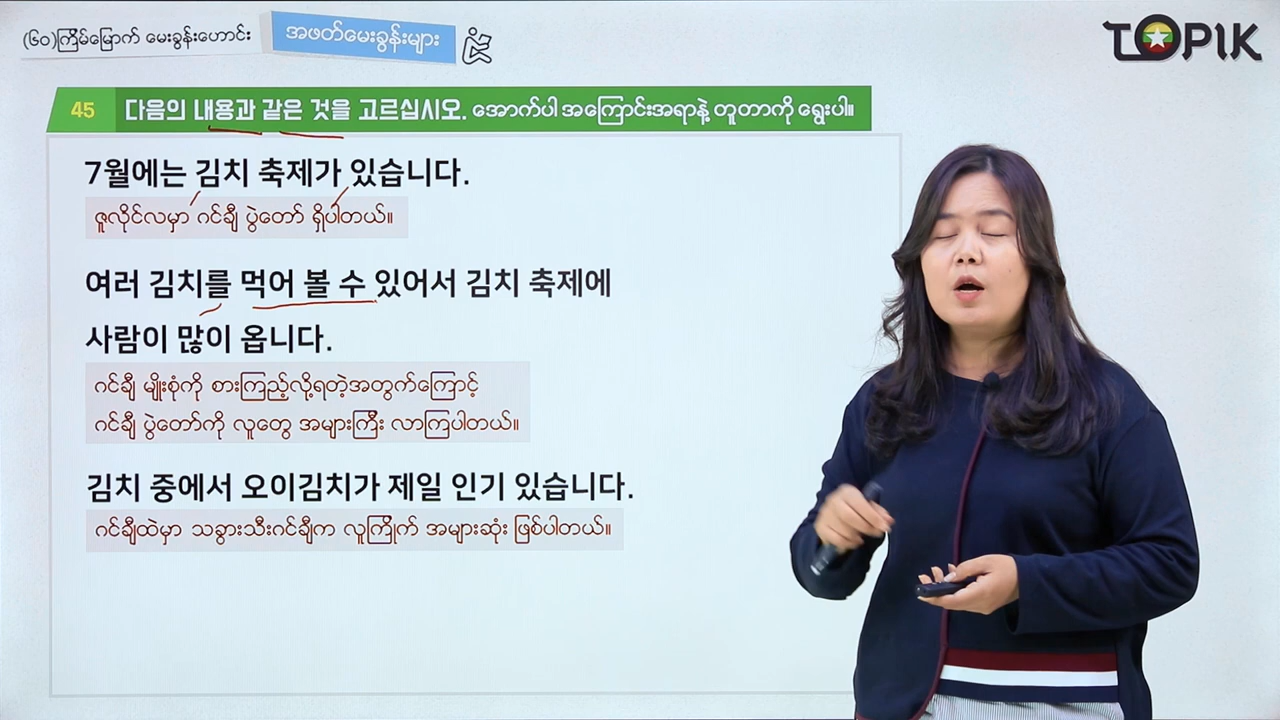 (၆၀)ကြိမ်မြောက် မေးခွန်းဟောင်း
အဖတ်မေးခွန်းများ
TOPIK
45 다음의 내용과 같은 것을 고르십시오. အောက်ပါ အကြောင်းအရာနဲ့ တူတာကို ရွေးပါ။
7월에는 김치 축제가 있습니다.
ဇူလိုင်လမှာ ဂင်ချီ ပွဲတော် ရှိပါတယ်။
여러 김치를 먹어 볼 수 있어서 김치 축제에
사람이 많이 옵니다.
ဂင်ချီ မျိုးစုံကို စားကြည့်လို့ရတဲ့အတွက်ကြောင့်
ဂင်ချီ ပွဲတော်ကို လူတွေ အများကြီး လာကြပါတယ်။
김치 중에서 오이김치가 제일 인기 있습니다.
ဂင်ချီထဲမှာ သခွားသီးဂင်ချီက လူကြိုက် အများဆုံး ဖြစ်ပါတယ်။